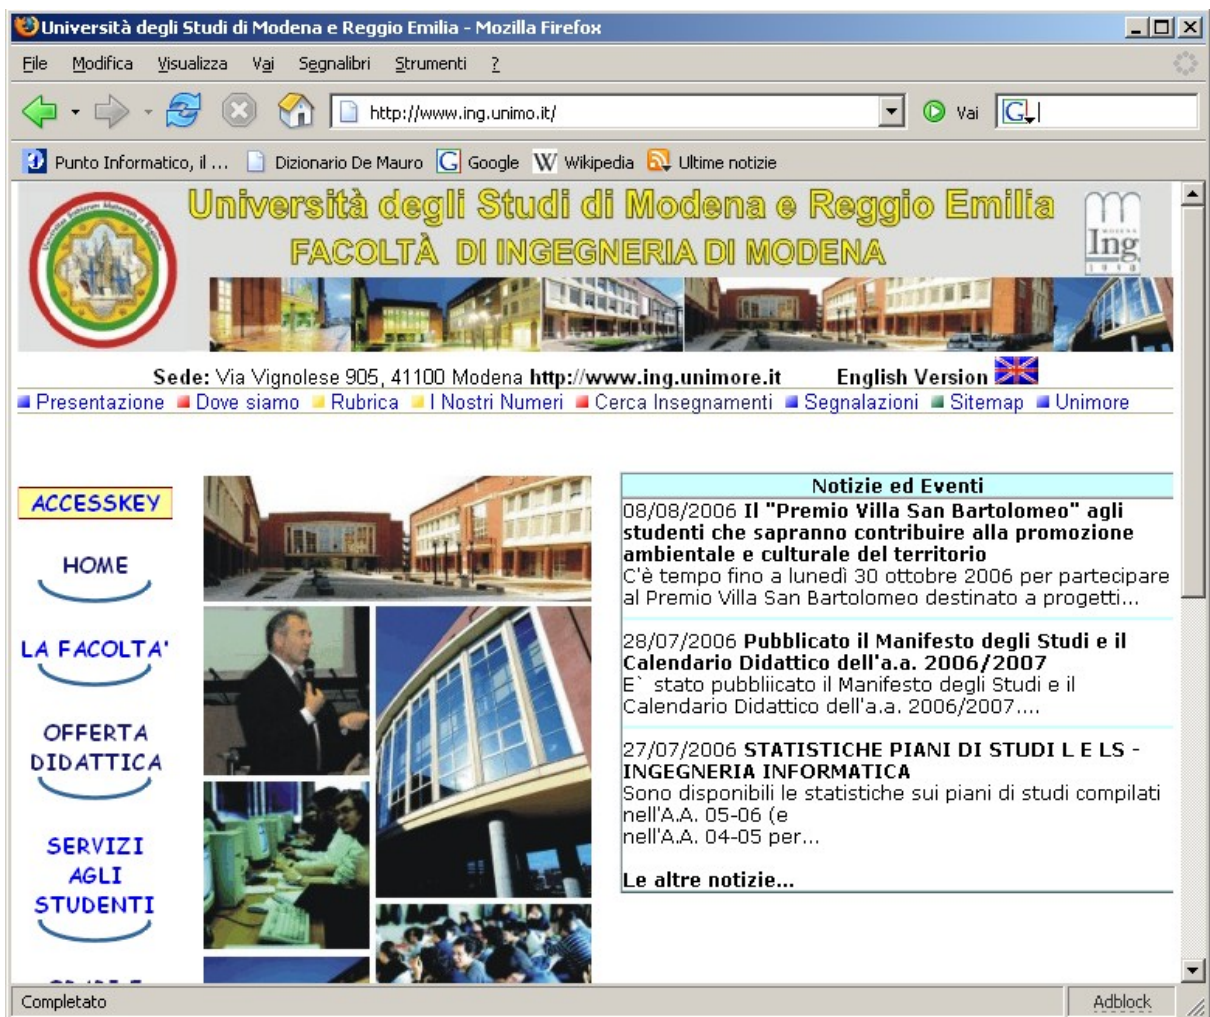 Università degli Studi di Modena e Reggio Emilia - Mozilla Firefox
File Modifica Visualizza Vai Segnalibri Strumenti ?
http://www.ing.unimo.it/ Vai G
Punto Informatico, il ... Dizionario De Mauro G Google W Wikipedia Ultime notizie
Università degli Studi di Modena e Reggio Emilia
FACOLTÀ DI INGEGNERIA DI MODENA
MODENA
Ing
Sede: Via Vignolese 905, 41100 Modena http://www.ing.unimore.it English Version
Presentazione Dove siamo Rubrica I Nostri Numeri Cerca Insegnamenti Segnalazioni Sitemap Unimore
ACCESSKEY
HOME
LA FACOLTA'
OFFERTA
DIDATTICA
SERVIZI
AGLI
STUDENTI
Notizie ed Eventi
08/08/2006 Il "Premio Villa San Bartolomeo" agli
studenti che sapranno contribuire alla promozione
ambientale e culturale del territorio
C'è tempo fino a lunedì 30 ottobre 2006 per partecipare
al Premio Villa San Bartolomeo destinato a progetti...
28/07/2006 Pubblicato il Manifesto degli Studi e il
Calendario Didattico dell'a.a. 2006/2007
E` stato pubbliicato il Manifesto degli Studi e il
Calendario Didattico dell'a.a. 2006/2007....
27/07/2006 STATISTICHE PIANI DI STUDI L E LS -
INGEGNERIA INFORMATICA
Sono disponibili le statistiche sui piani di studi compilati
nell'A.A. 05-06 (e
nell'A.A. 04-05 per...
Le altre notizie...
Completato Adblock